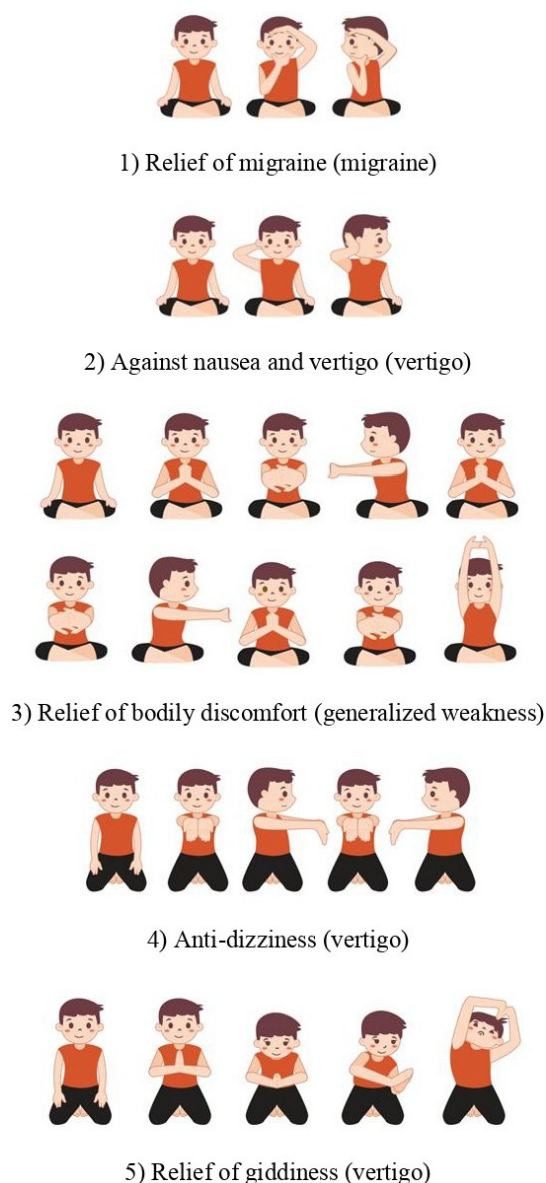 1) Relief of migraine (migraine)
2) Against nausea and vertigo (vertigo)
3) Relief of bodily discomfort (generalized weakness)
4) Anti-dizziness (vertigo)
5) Relief of giddiness (vertigo)